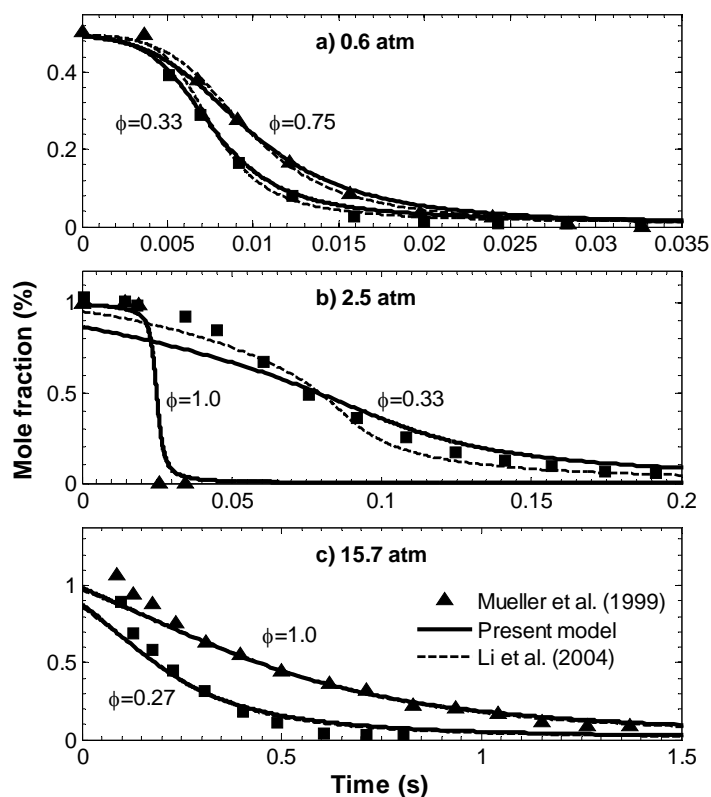 a) 0.6 atm
0.4
ϕ=0.33
ϕ=0.75
0.2
0
0 0.005 0.01 0.015 0.02 0.025 0.03 0.035
Mole fraction (%)
b) 2.5 atm
1
ϕ=1.0
0.5
ϕ=0.33
0
0 0.05 0.1 0.15 0.2
c) 15.7 atm
1
Mueller et al. (1999)
ϕ=1.0
Present model
Li et al. (2004)
0.5
ϕ=0.27
0
0 0.5 1 1.5
Time (s)